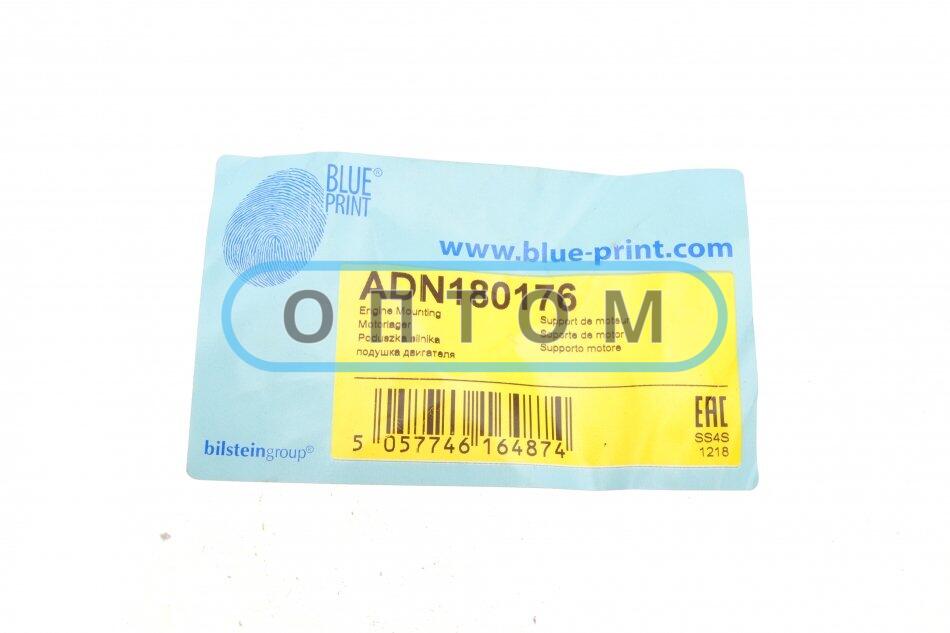 BLUE®
PRINT
www.blue-print.com
ADN180176
ОПТОМ
Engine Mounting
Motorlager
Poduszka silnika
подушка двигателя
Support de moteur
Soporte de motor
Supporto motore
5 057746 164874
EAC
SS4S
1218
bilsteingroup®